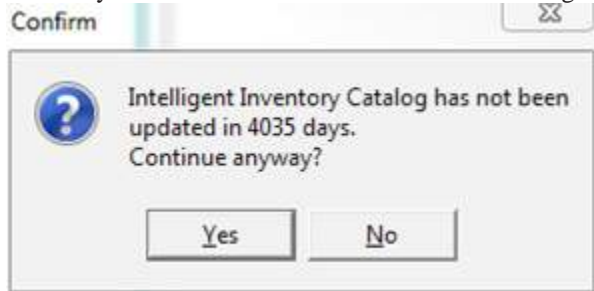 Confirm
Intelligent Inventory Catalog has not been
updated in 4035 days.
Continue anyway?
Yes
No